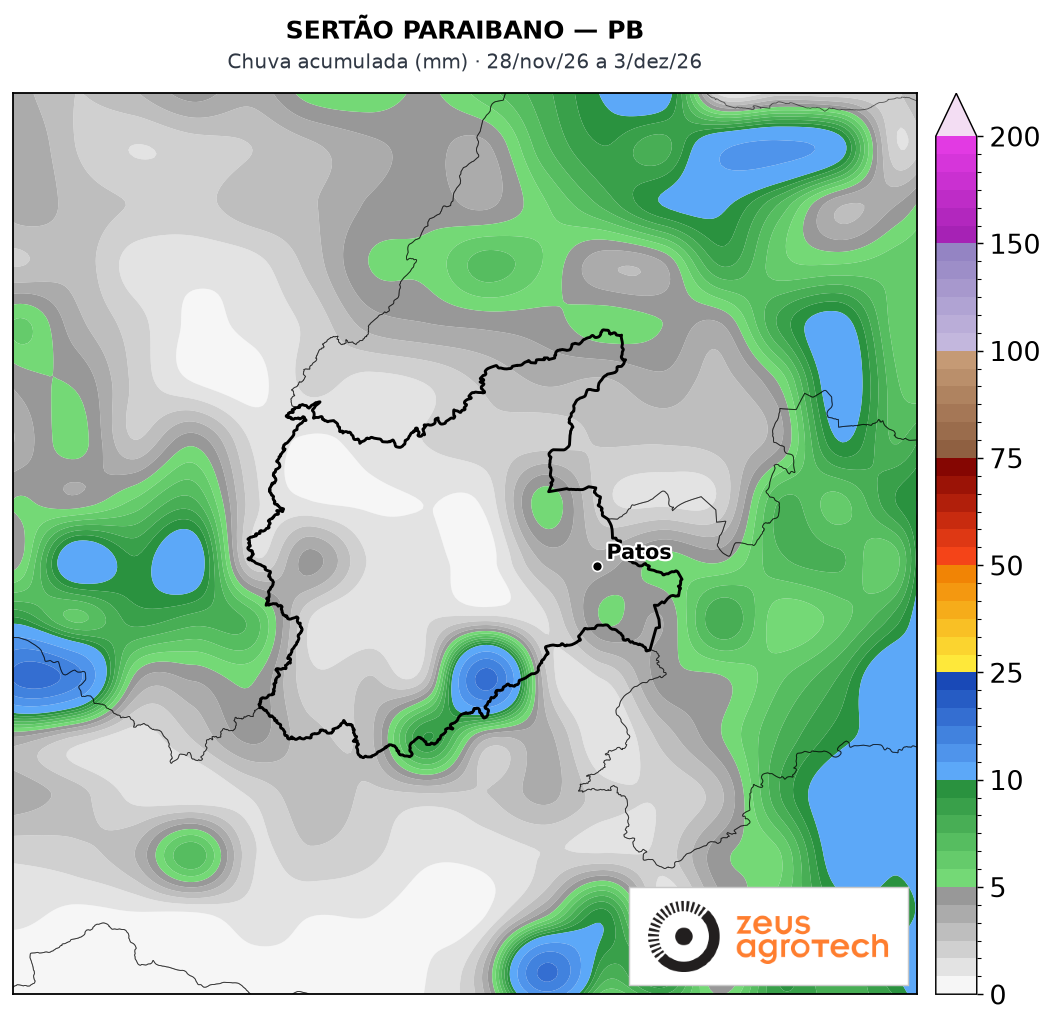 SERTÃO PARAIBANO — PB
Chuva acumulada (mm) · 28/nov/26 a 3/dez/26
200
150
100
75
50
25
10
5
0
Patos
zeus
agrotech